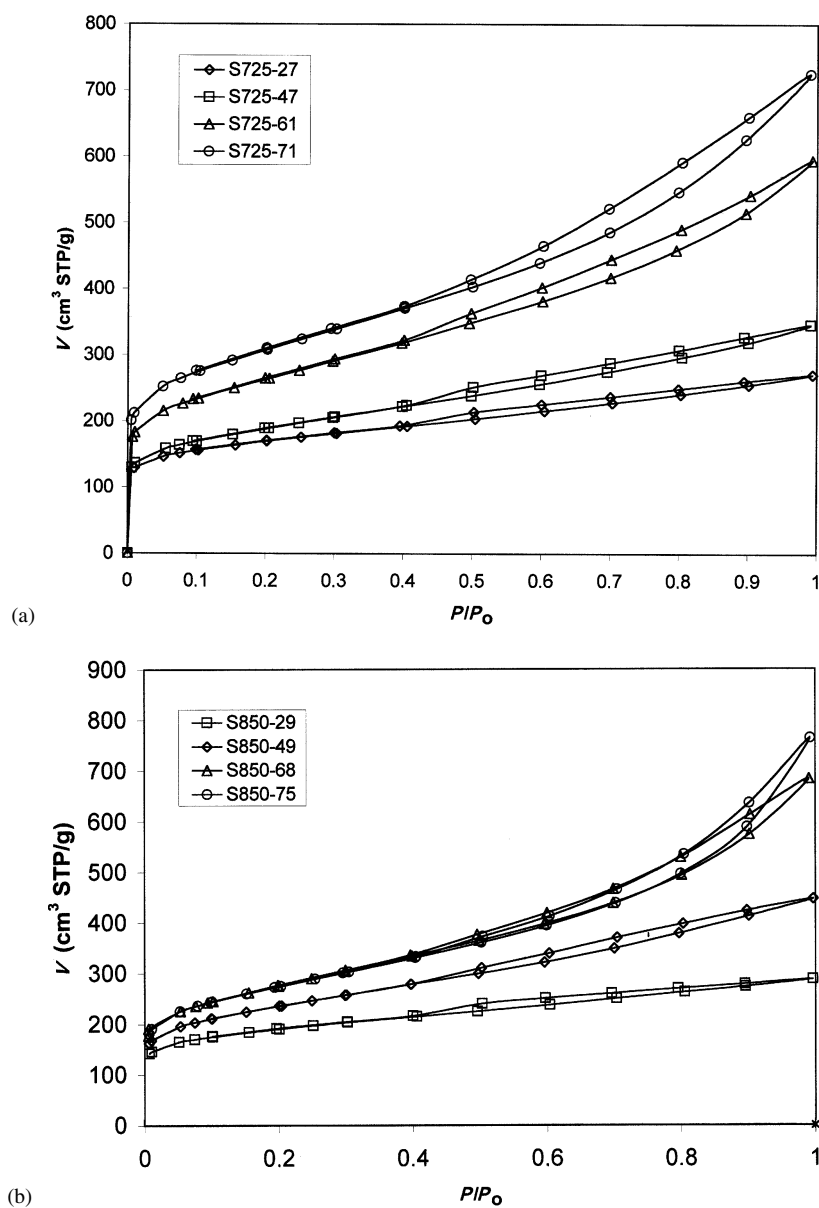 800
700
600
500
400
300
200
100
0
V (cm³ STP/g)
S725-27
S725-47
S725-61
S725-71
0 0.1 0.2 0.3 0.4 0.5 0.6 0.7 0.8 0.9 1
P/Po
(a)
900
800
700
600
500
400
300
200
100
0
V (cm³ STP/g)
S850-29
S850-49
S850-68
S850-75
0 0.2 0.4 0.6 0.8 1
P/Po
(b)